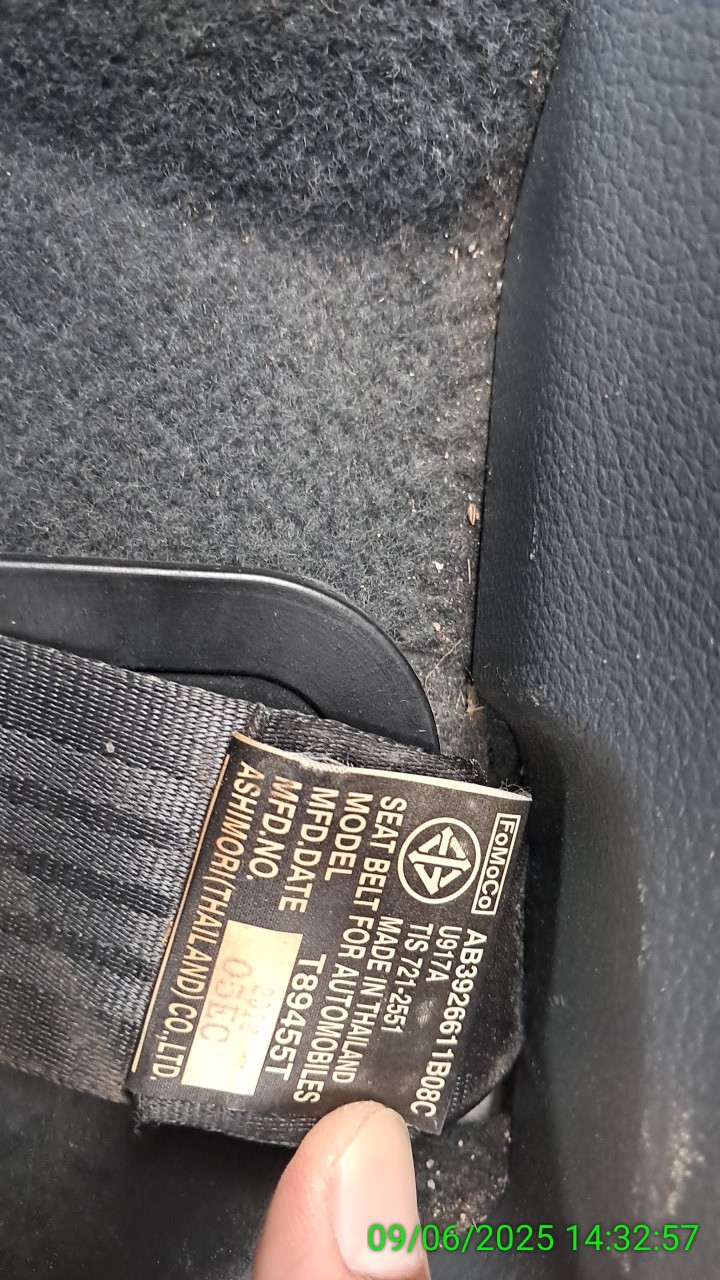 FoMoCo
AB3926611B08C
U917A
TIS 721-2551
MADE IN THAILAND
SEAT BELT FOR AUTOMOBILES
MODEL T89455T
MFD.DATE
MFD.NO. 05EC
ASHIMORI(THAILAND)CO.,LTD.
09/06/2025 14:32:57